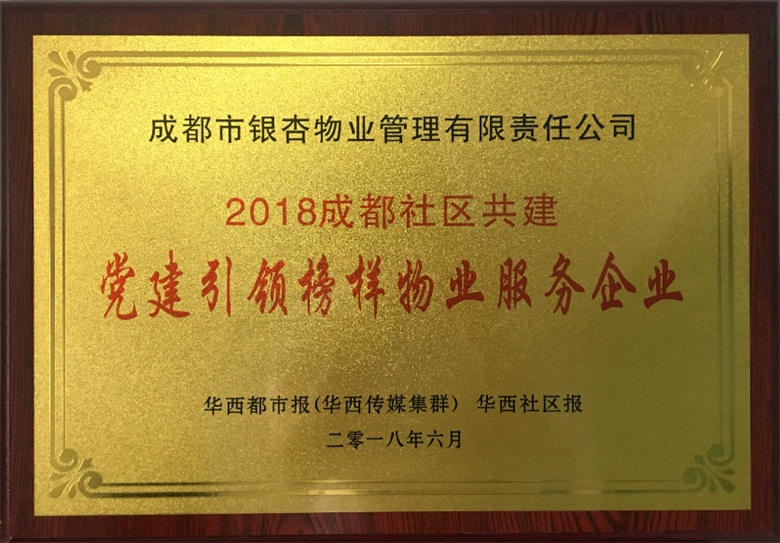 成都市银杏物业管理有限责任公司
2018成都社区共建
党建引领榜样物业服务企业
华西都市报(华西传媒集群) 华西社区报
二零一八年六月